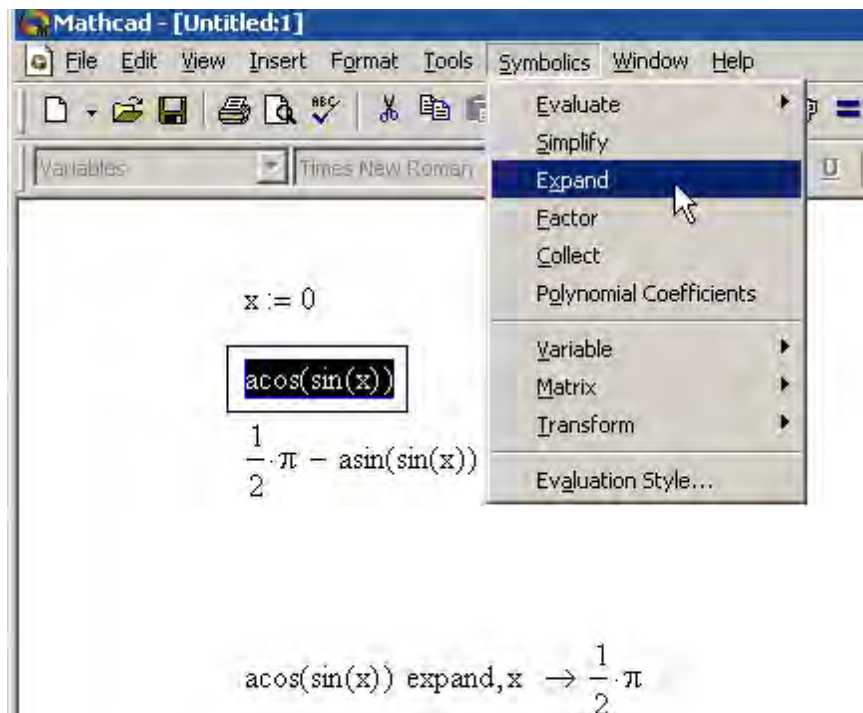 Mathcad - [Untitled:1]
File Edit View Insert Format Tools Symbolics Window Help
ABC
Variables Times New Roman U
Evaluate
Simplify
Expand
Factor
Collect
Polynomial Coefficients
Variable
Matrix
Transform
Evaluation Style...
x := 0
acos(sin(x))
1/2 · π − asin(sin(x))
acos(sin(x)) expand,x → 1/2 · π